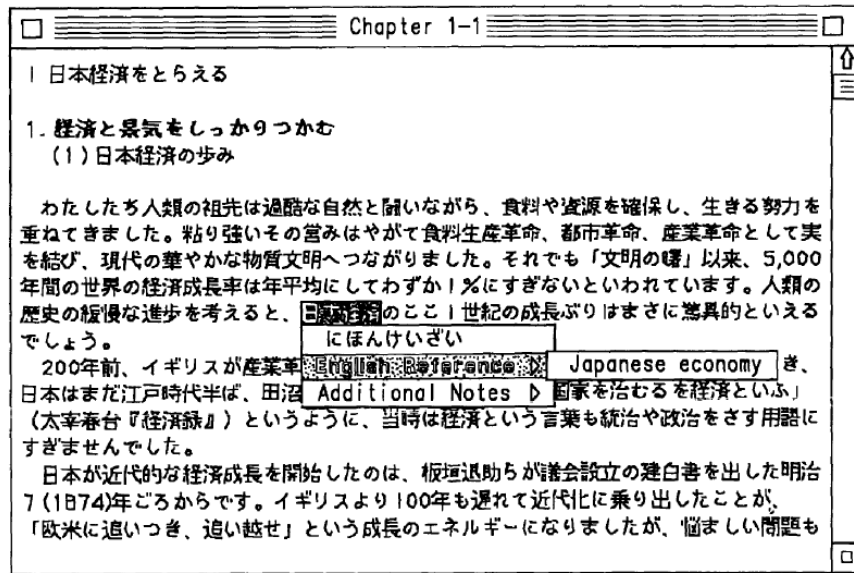 Chapter 1-1
1 日本経済をとらえる
1. 経済と景気をしっかりつかむ
(1)日本経済の歩み
わたしたち人類の祖先は過酷な自然と闘いながら、食料や資源を確保し、生きる努力を
重ねてきました。粘り強いその営みはやがて食料生産革命、都市革命、産業革命として実
を結び、現代の華やかな物質文明へつながりました。それでも「文明の曙」以来、5,000
年間の世界の経済成長率は年平均にしてわずか1%にすぎないといわれています。人類の
歴史の緩慢な進歩を考えると、日本経済のここ1世紀の成長ぶりはまさに驚異的といえる
でしょう。
にほんけいざい
200年前、イギリスが産業革 English Reference ▷ Japanese economy き、
日本はまだ江戸時代半ば、田沼 Additional Notes ▷ 国家を治むるを経済といふ」
(太宰春台『経済録』)というように、当時は経済という言葉も統治や政治をさす用語に
すぎませんでした。
日本が近代的な経済成長を開始したのは、板垣退助らが議会設立の建白書を出した明治
7(1874)年ごろからです。イギリスより100年も遅れて近代化に乗り出したことが、
「欧米に追いつき、追い越せ」という成長のエネルギーになりましたが、悩ましい問題も